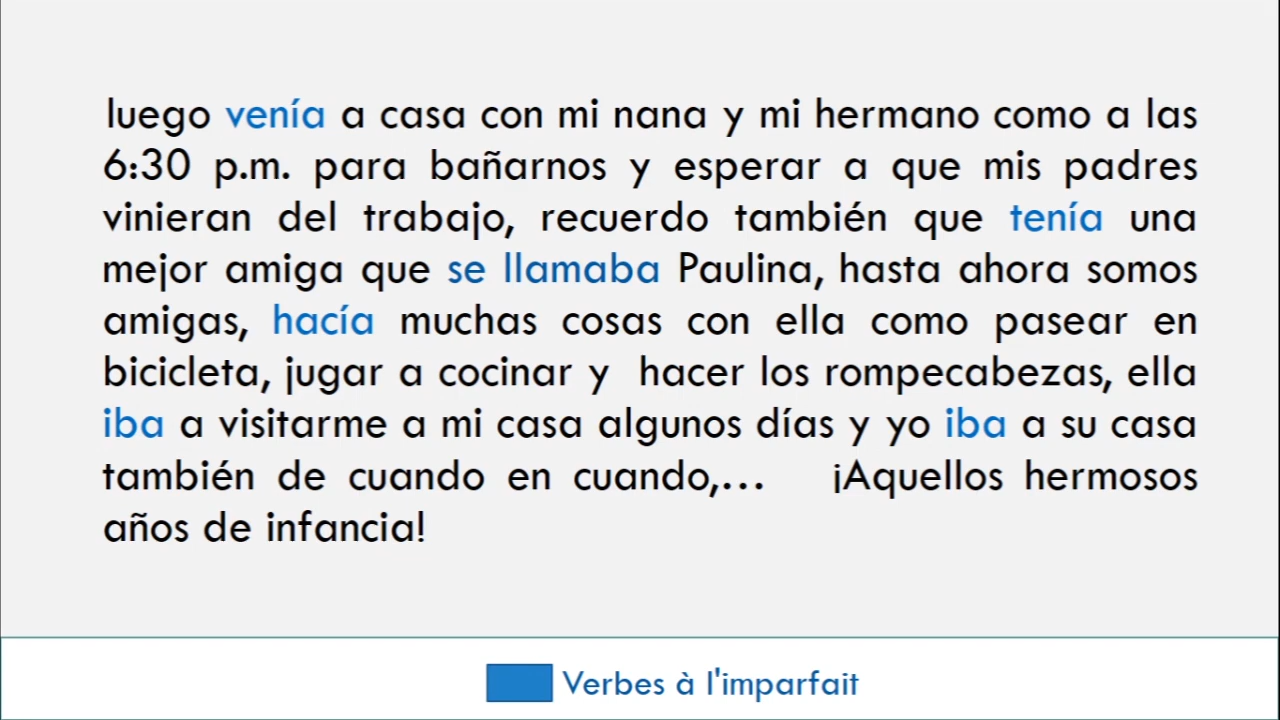 luego venía a casa con mi nana y mi hermano como a las
6:30 p.m. para bañarnos y esperar a que mis padres
vinieran del trabajo, recuerdo también que tenía una
mejor amiga que se llamaba Paulina, hasta ahora somos
amigas, hacía muchas cosas con ella como pasear en
bicicleta, jugar a cocinar y hacer los rompecabezas, ella
iba a visitarme a mi casa algunos días y yo iba a su casa
también de cuando en cuando,... ¡Aquellos hermosos
años de infancia!
Verbes à l'imparfait